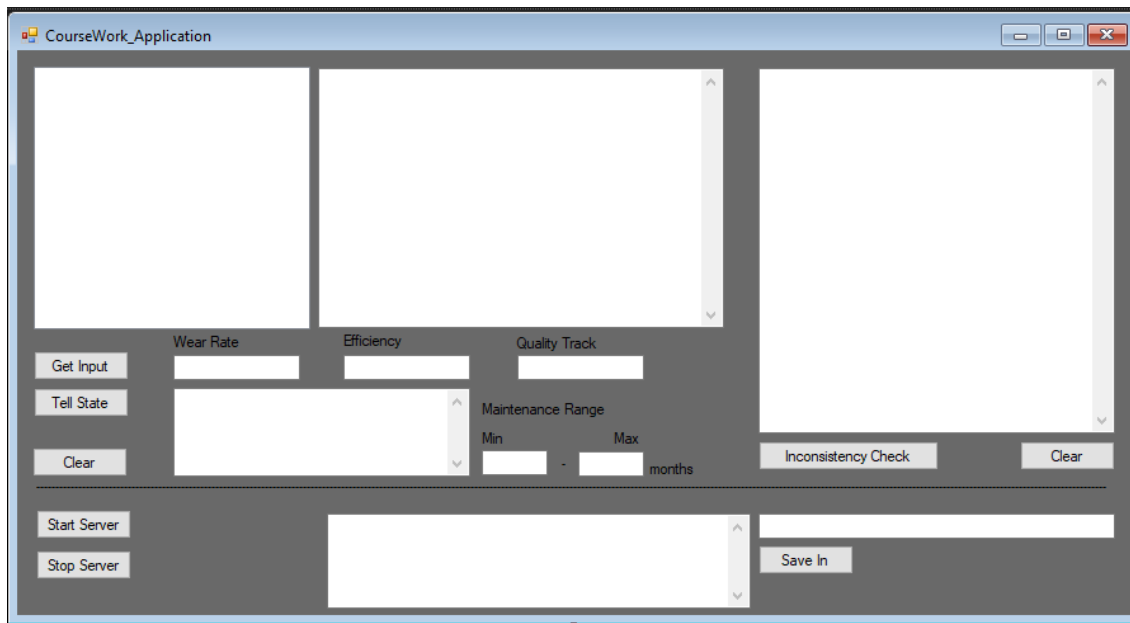 CourseWork_Application
Wear Rate
Efficiency
Quality Track
Get Input
Tell State
Maintenance Range
Min
Max
Clear
-
months
Inconsistency Check
Clear
Start Server
Stop Server
Save In